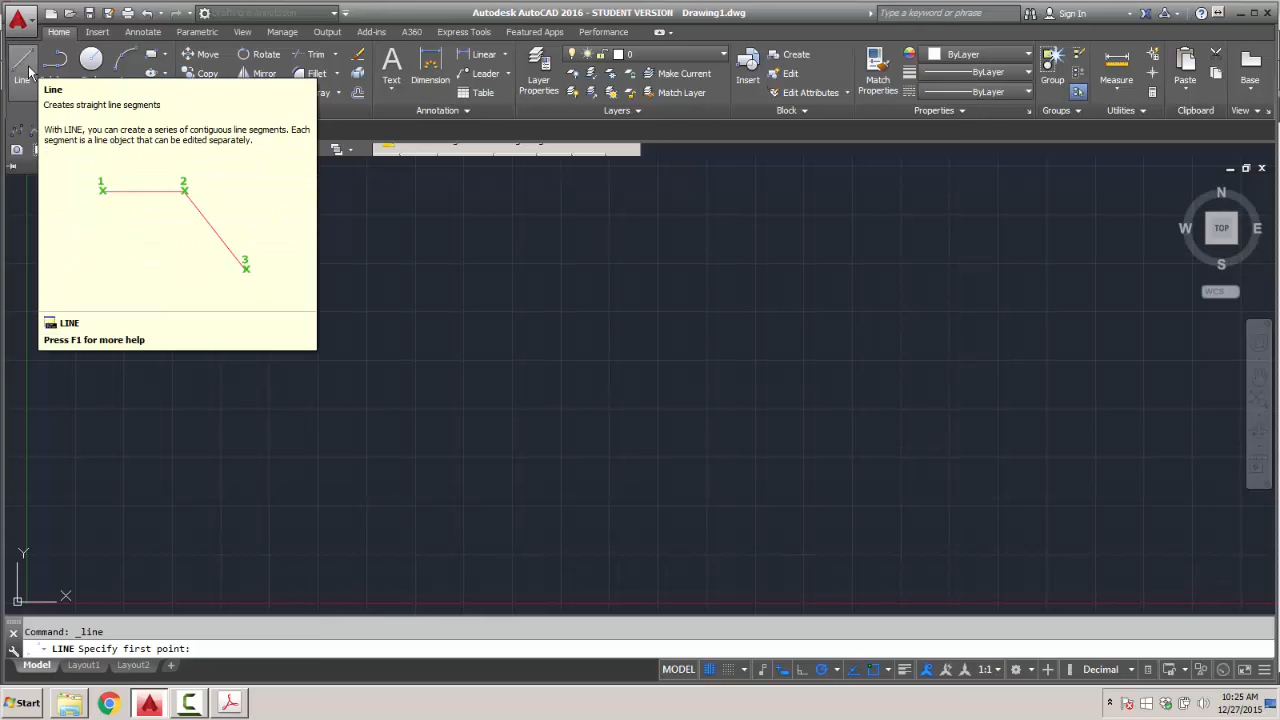 Autodesk AutoCAD 2016 - STUDENT VERSION Drawing1.dwg
Type a keyword or phrase
Sign In
Home Insert Annotate Parametric View Manage Output Add-ins A360 Express Tools Featured Apps Performance
Line
Move Rotate Trim
Copy Mirror Fillet
Text
Dimension
Linear
Leader
Table
Annotation
Layer
Properties
0
Make Current
Match Layer
Layers
Insert
Create
Edit
Edit Attributes
Block
Match
Properties
ByLayer
ByLayer
ByLayer
Properties
Group
Groups
Measure
Utilities
Paste
Clipboard
Base
View
Line
Creates straight line segments
With LINE, you can create a series of contiguous line segments. Each
segment is a line object that can be edited separately.
1 2
3
LINE
Press F1 for more help
N
W TOP E
S
WCS
Y
X
Command: _line
LINE Specify first point:
Model Layout1 Layout2 +
MODEL 1:1 Decimal
Start
10:25 AM
12/27/2015